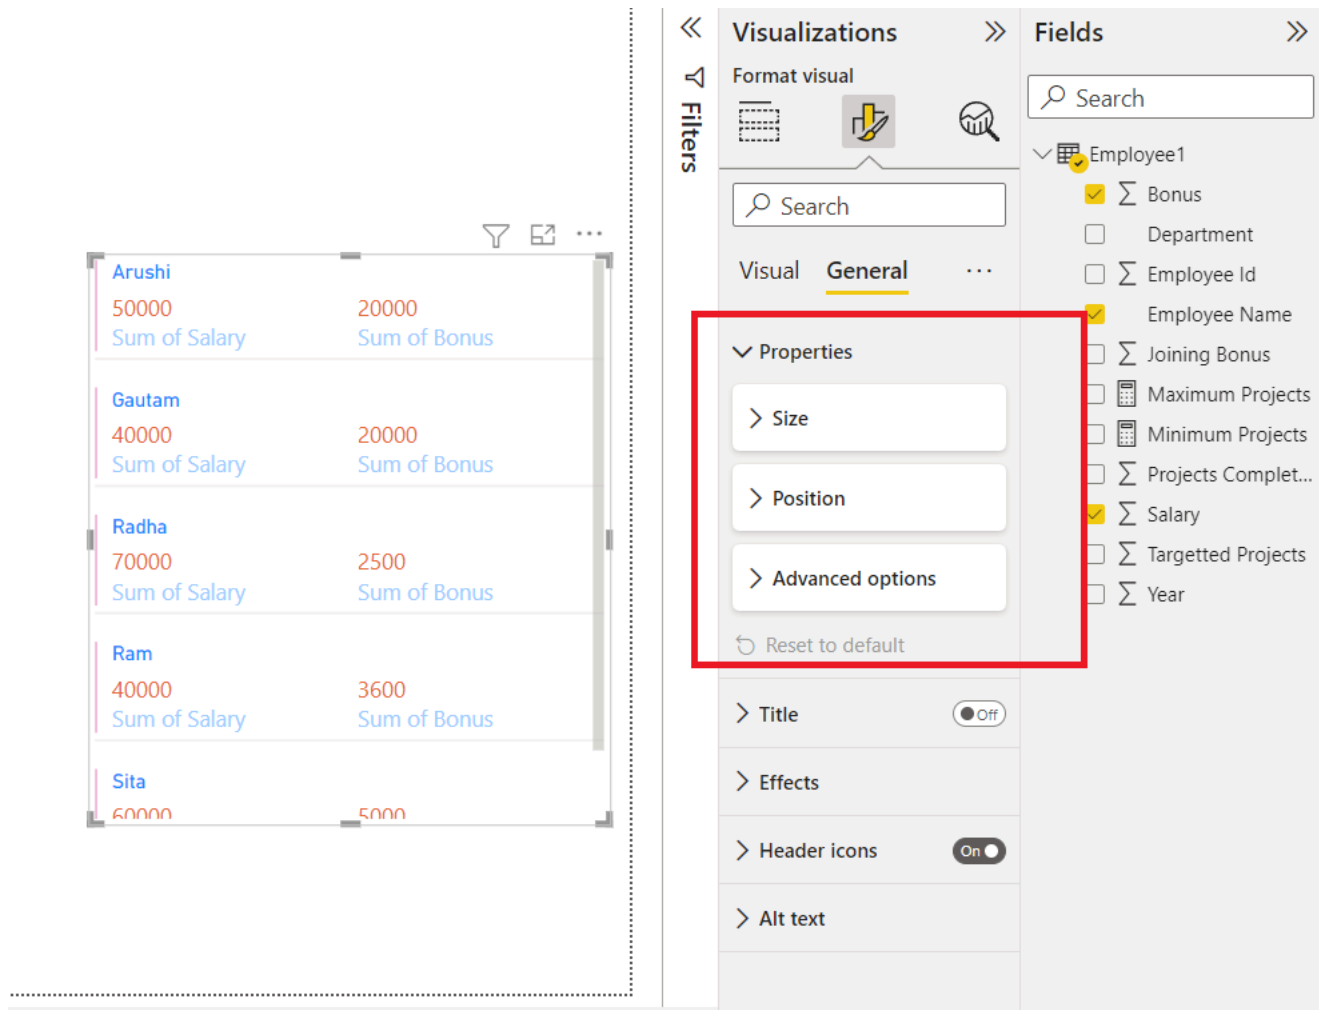 Arushi
50000 20000
Sum of Salary Sum of Bonus
Gautam
40000 20000
Sum of Salary Sum of Bonus
Radha
70000 2500
Sum of Salary Sum of Bonus
Ram
40000 3600
Sum of Salary Sum of Bonus
Sita
60000 5000
Filters
Visualizations
Format visual
Search
Visual General ...
Properties
Size
Position
Advanced options
Reset to default
Title Off
Effects
Header icons On
Alt text
Fields
Search
Employee1
Σ Bonus
Department
Σ Employee Id
Employee Name
Σ Joining Bonus
Maximum Projects
Minimum Projects
Σ Projects Complet...
Σ Salary
Σ Targetted Projects
Σ Year